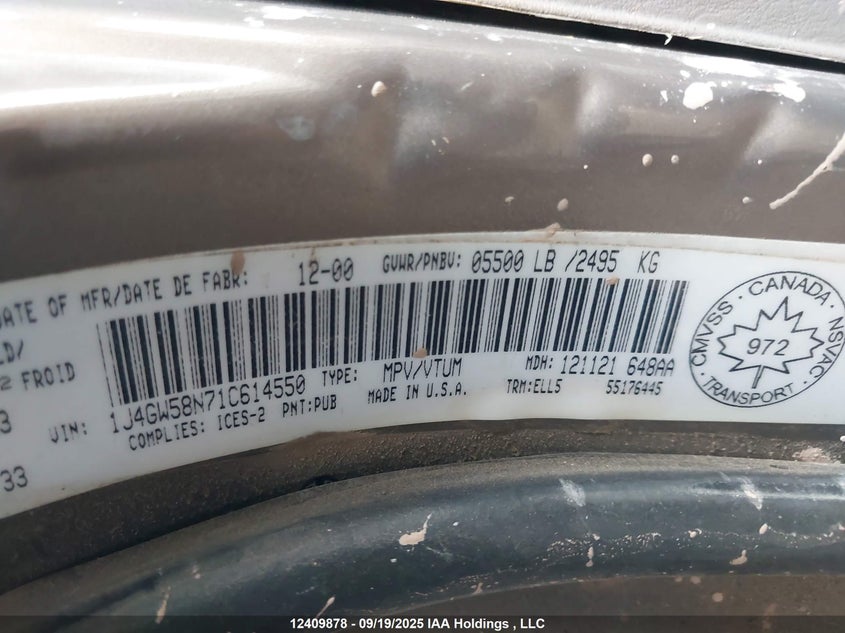 DATE OF MFR/DATE DE FABR: 12-00 GVWR/PNBV: 05500 LB /2495 KG
LD/
2 FROID
3
33
VIN: 1J4GW58N71C614550 TYPE: MPV/VTUM MDH: 121121 648AA
COMPLIES: ICES-2 PNT:PUB MADE IN U.S.A. TRM:ELL5 55176445
CMVSS · CANADA · NSVAC
972
TRANSPORT
12409878 - 09/19/2025 IAA Holdings , LLC